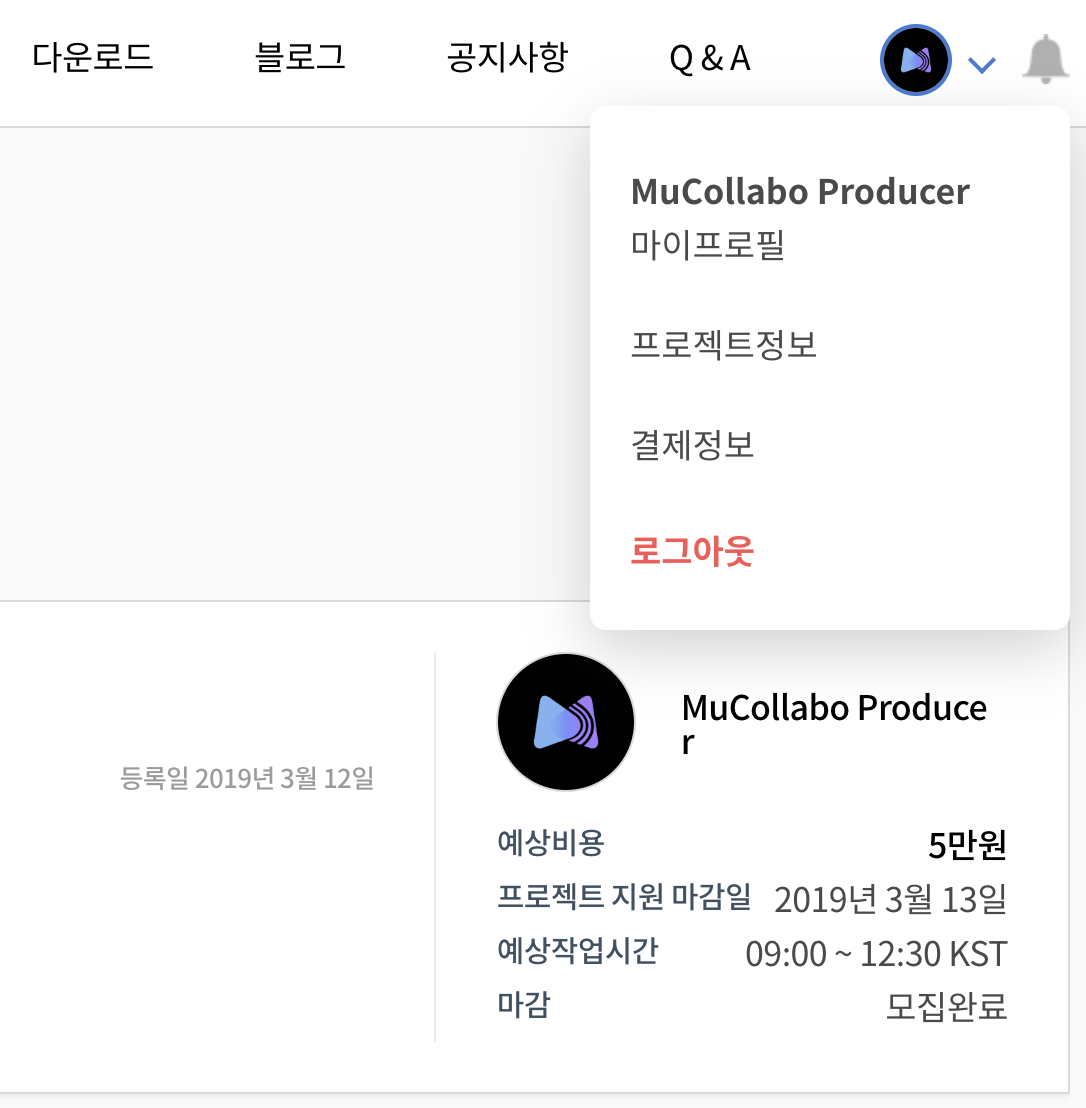 다운로드 블로그 공지사항 Q & A
MuCollabo Producer
마이프로필
프로젝트정보
결제정보
로그아웃
등록일 2019년 3월 12일
MuCollabo Produce
r
예상비용 5만원
프로젝트 지원 마감일 2019년 3월 13일
예상작업시간 09:00 ~ 12:30 KST
마감 모집완료